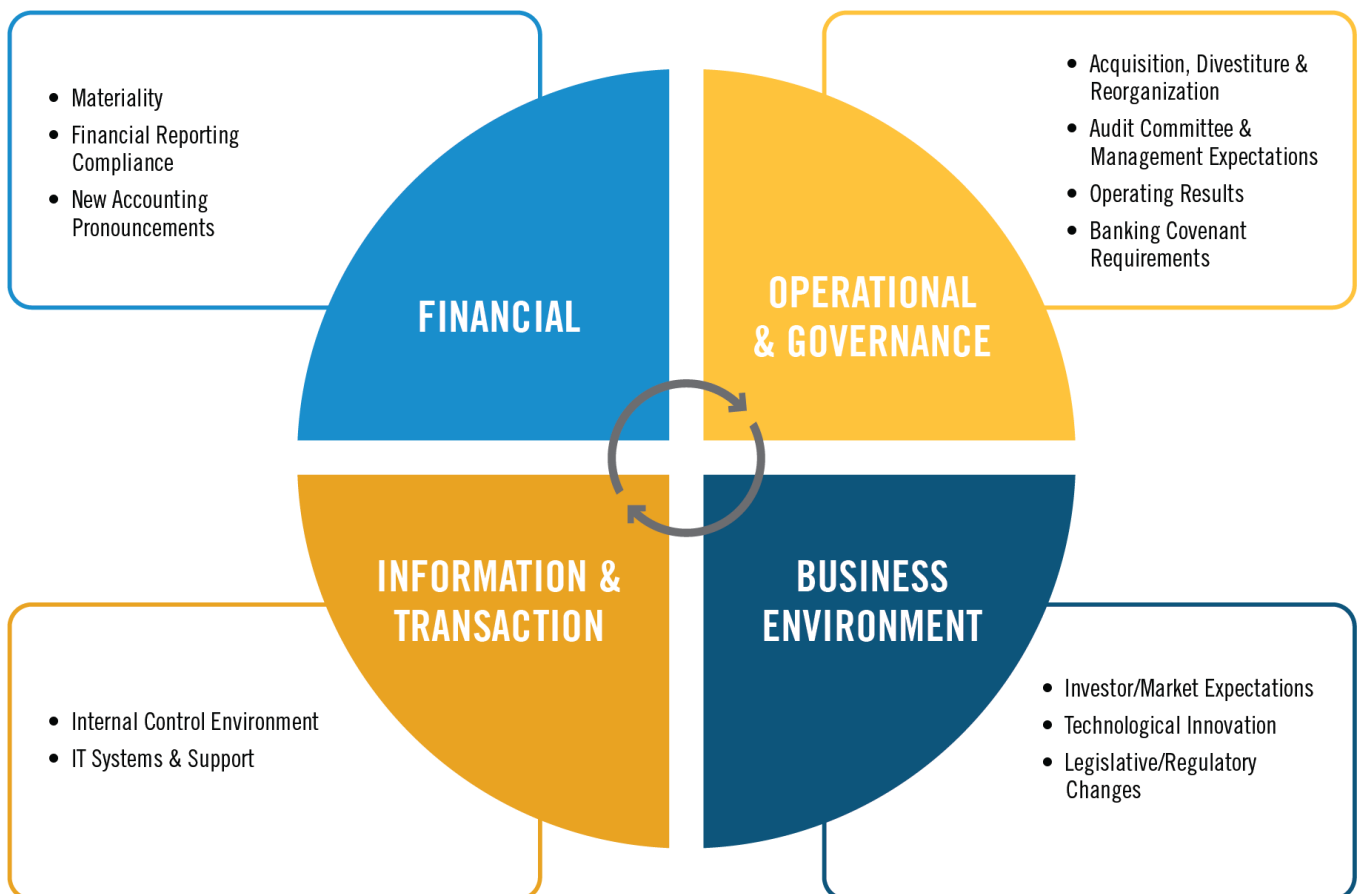 • Materiality
• Financial Reporting
Compliance
• New Accounting
Pronouncements
• Acquisition, Divestiture &
Reorganization
• Audit Committee &
Management Expectations
• Operating Results
• Banking Covenant
Requirements
FINANCIAL
OPERATIONAL
& GOVERNANCE
INFORMATION &
TRANSACTION
BUSINESS
ENVIRONMENT
• Internal Control Environment
• IT Systems & Support
• Investor/Market Expectations
• Technological Innovation
• Legislative/Regulatory
Changes